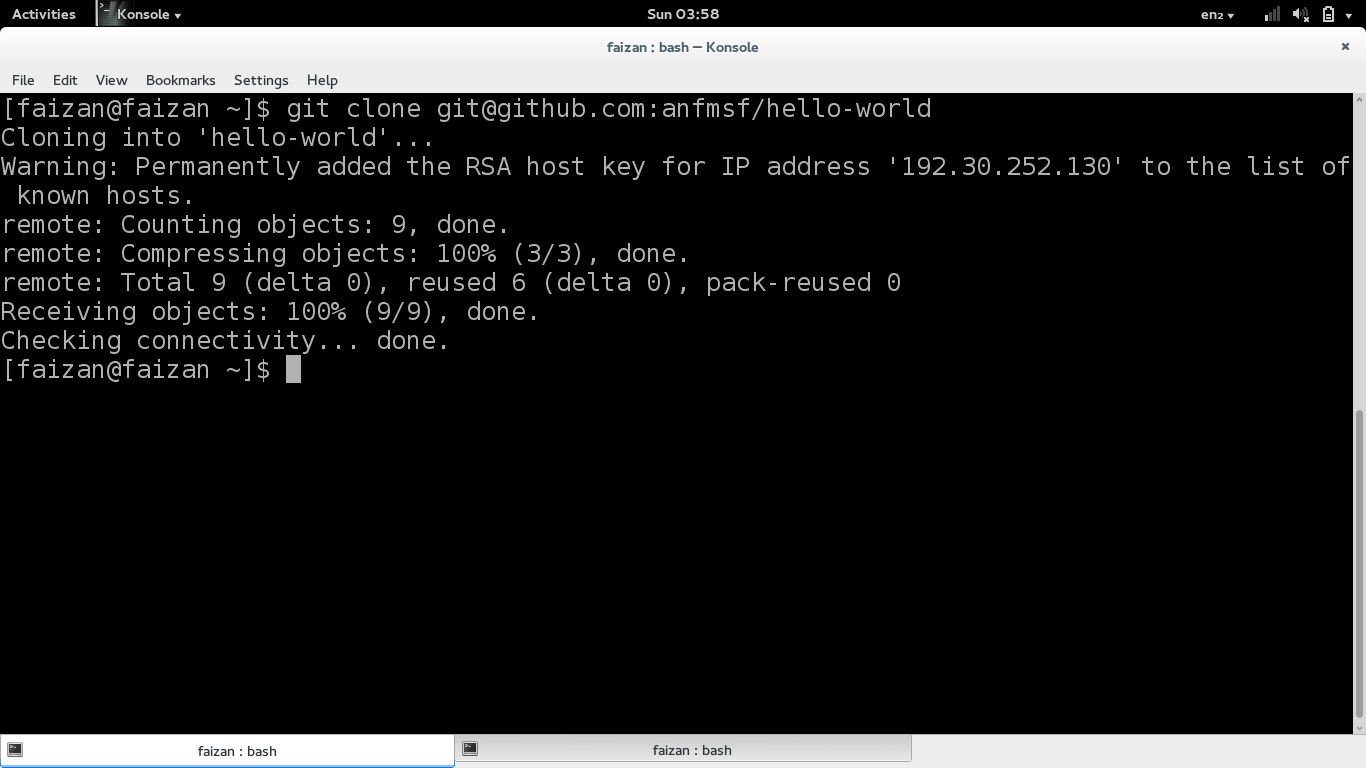 Activities Konsole Sun 03:58 en₂
faizan : bash — Konsole
File Edit View Bookmarks Settings Help
[faizan@faizan ~]$ git clone git@github.com:anfmsf/hello-world
Cloning into 'hello-world'...
Warning: Permanently added the RSA host key for IP address '192.30.252.130' to the list of
 known hosts.
remote: Counting objects: 9, done.
remote: Compressing objects: 100% (3/3), done.
remote: Total 9 (delta 0), reused 6 (delta 0), pack-reused 0
Receiving objects: 100% (9/9), done.
Checking connectivity... done.
[faizan@faizan ~]$
faizan : bash faizan : bash